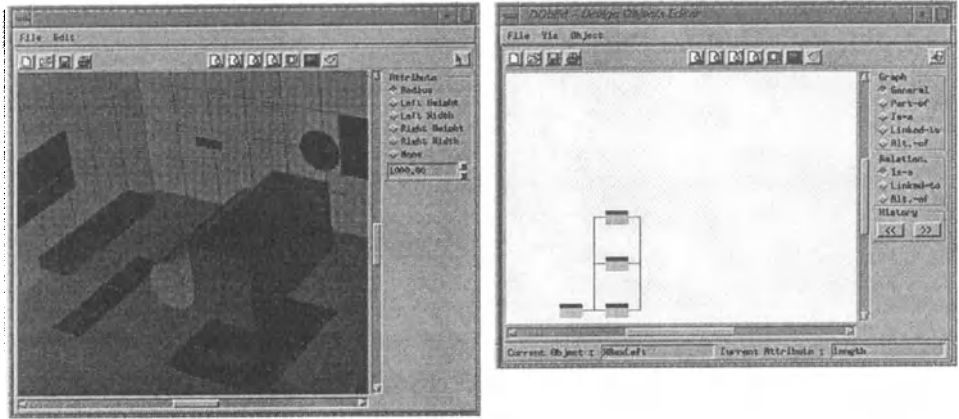 File Edit
Attribute
Radius
Left Height
Left Width
Right Height
Right Width
None
1000.00
DObEd - Design Objects Editor
File Vis Object
Graph
General
Part-of
Is-a
Linked-to
Alt.-of
Relation.
Is-a
Linked-to
Alt.-of
History
<< >>
Current Object : Current Attribute : length